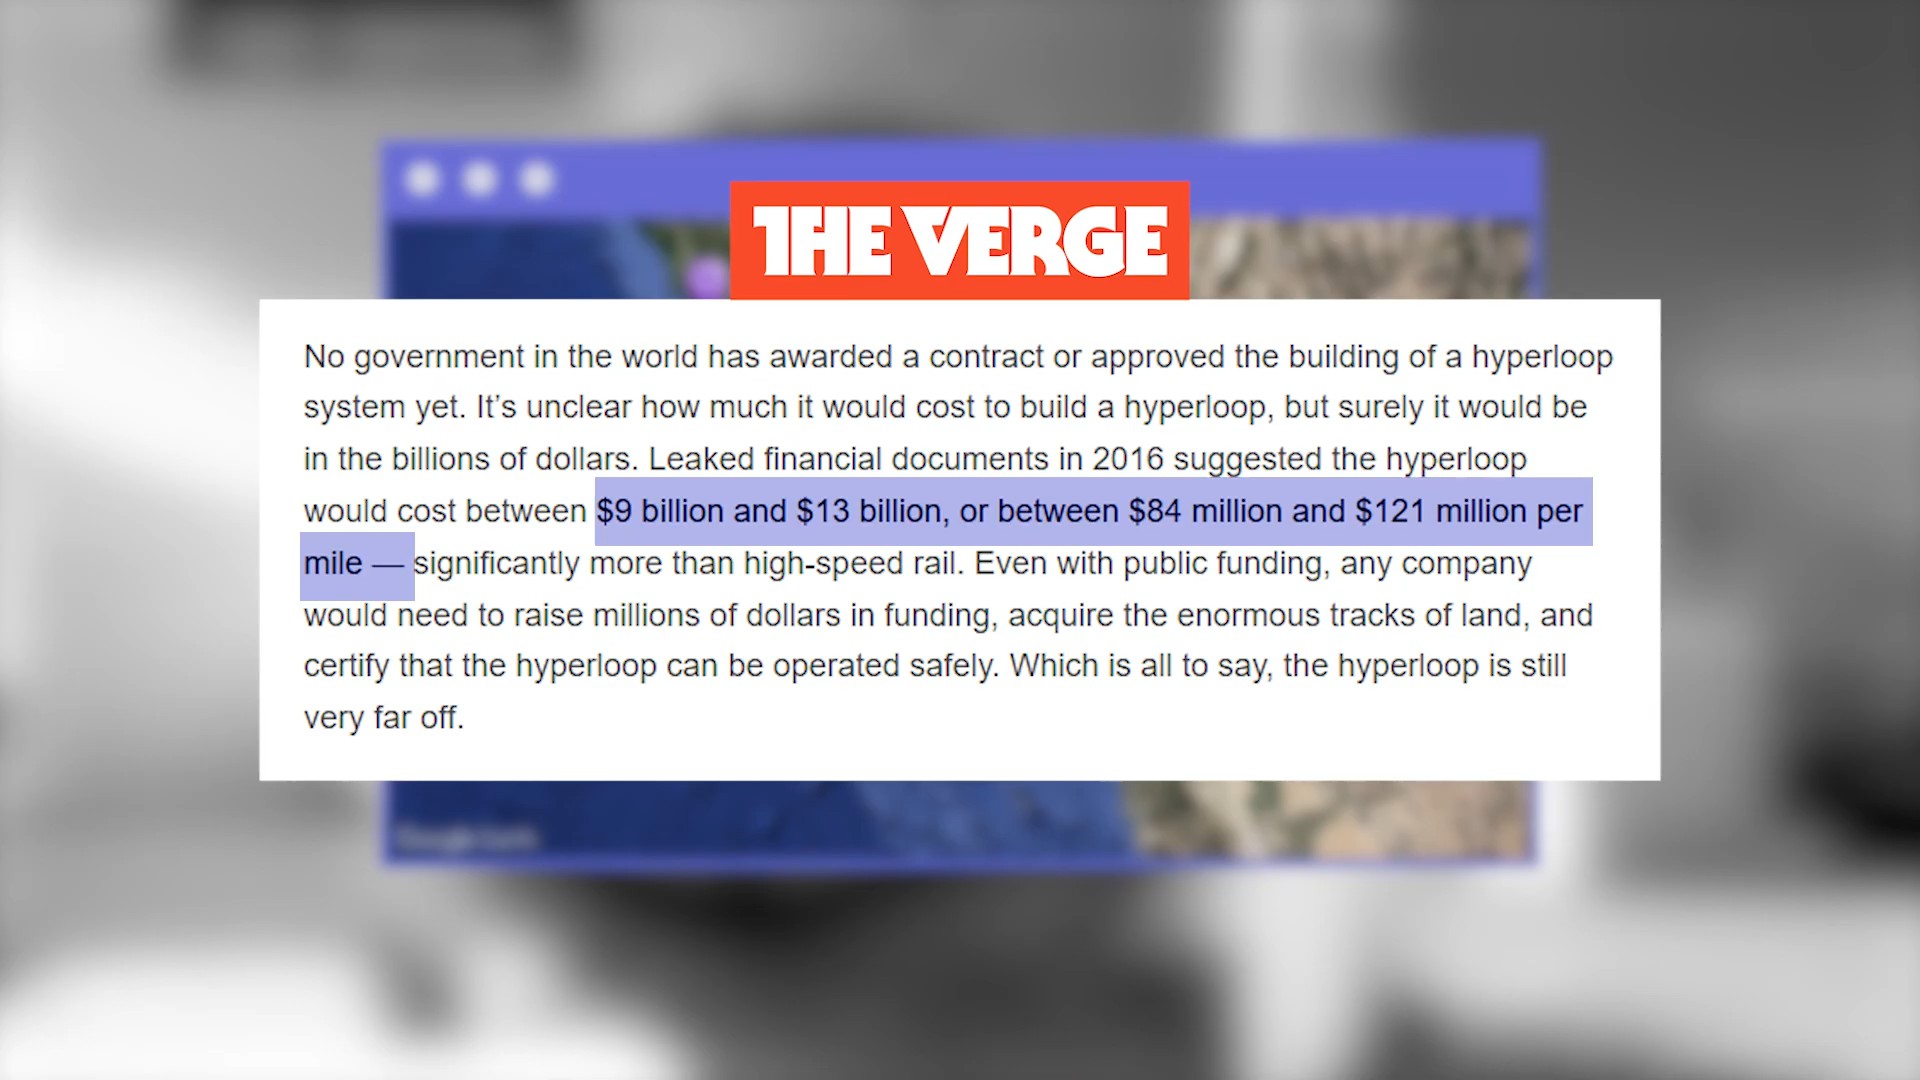 THE VERGE
No government in the world has awarded a contract or approved the building of a hyperloop
system yet. It’s unclear how much it would cost to build a hyperloop, but surely it would be
in the billions of dollars. Leaked financial documents in 2016 suggested the hyperloop
would cost between $9 billion and $13 billion, or between $84 million and $121 million per
mile — significantly more than high-speed rail. Even with public funding, any company
would need to raise millions of dollars in funding, acquire the enormous tracks of land, and
certify that the hyperloop can be operated safely. Which is all to say, the hyperloop is still
very far off.